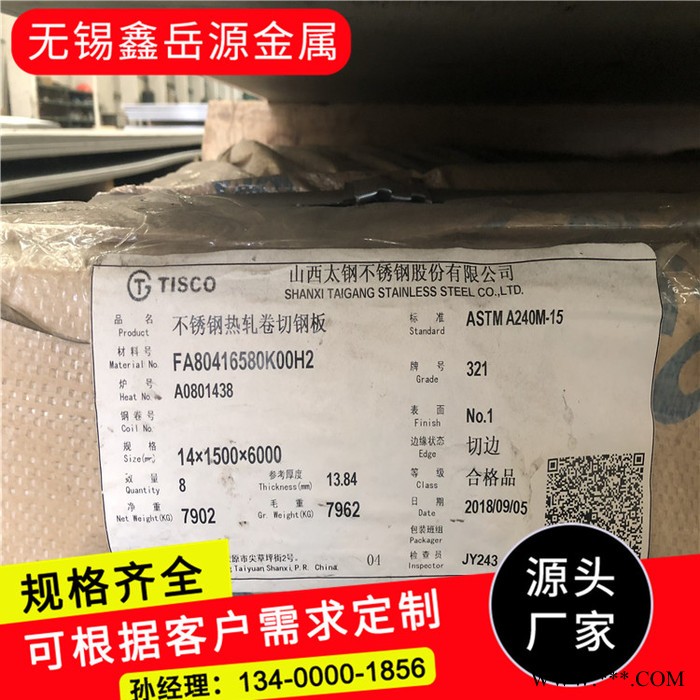 无锡鑫岳源金属
TISCO
山西太钢不锈钢股份有限公司
SHANXI TAIGANG STAINLESS STEEL CO.,LTD.
品名 不锈钢热轧卷切钢板 标准 ASTM A240M-15
Product Standard
材料号 FA80416580K00H2 牌号 321
Material No. Grade
炉号 A0801438
Heat No.
表面 No.1
钢卷号 Finish
Coil No.
规格 14×1500×6000 边缘状态 切边
Size(mm) Edge
数量 8 参考厚度 13.84 等级 合格品
Quantity Thickness(mm) Class
净重 7902 毛重 7962 日期 2018/09/05
Net Weight(KG) Gr. Weight(KG) Date
包装班组
Packager
原市尖草坪街2号。 04 检查员 JY243
Taiyuan Shanxi,P.R. China. Inspector
规格齐全
可根据客户需求定制
孙经理：134-0000-1856
源头
厂家